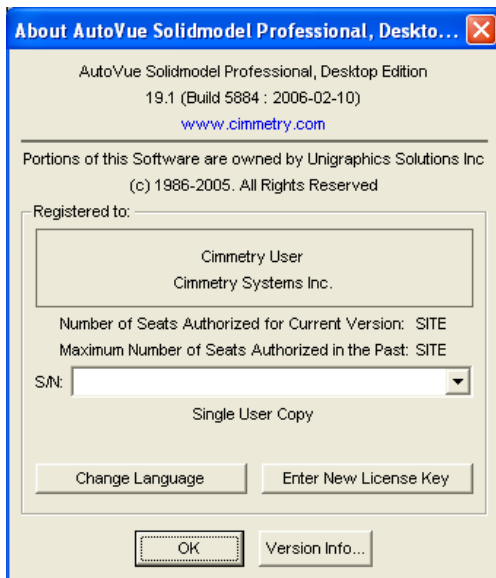 About AutoVue Solidmodel Professional, Deskto...
AutoVue Solidmodel Professional, Desktop Edition
19.1 (Build 5884 : 2006-02-10)
www.cimmetry.com
Portions of this Software are owned by Unigraphics Solutions Inc
(c) 1986-2005. All Rights Reserved
Registered to:
Cimmetry User
Cimmetry Systems Inc.
Number of Seats Authorized for Current Version: SITE
Maximum Number of Seats Authorized in the Past: SITE
S/N:
Single User Copy
Change Language
Enter New License Key
OK
Version Info...